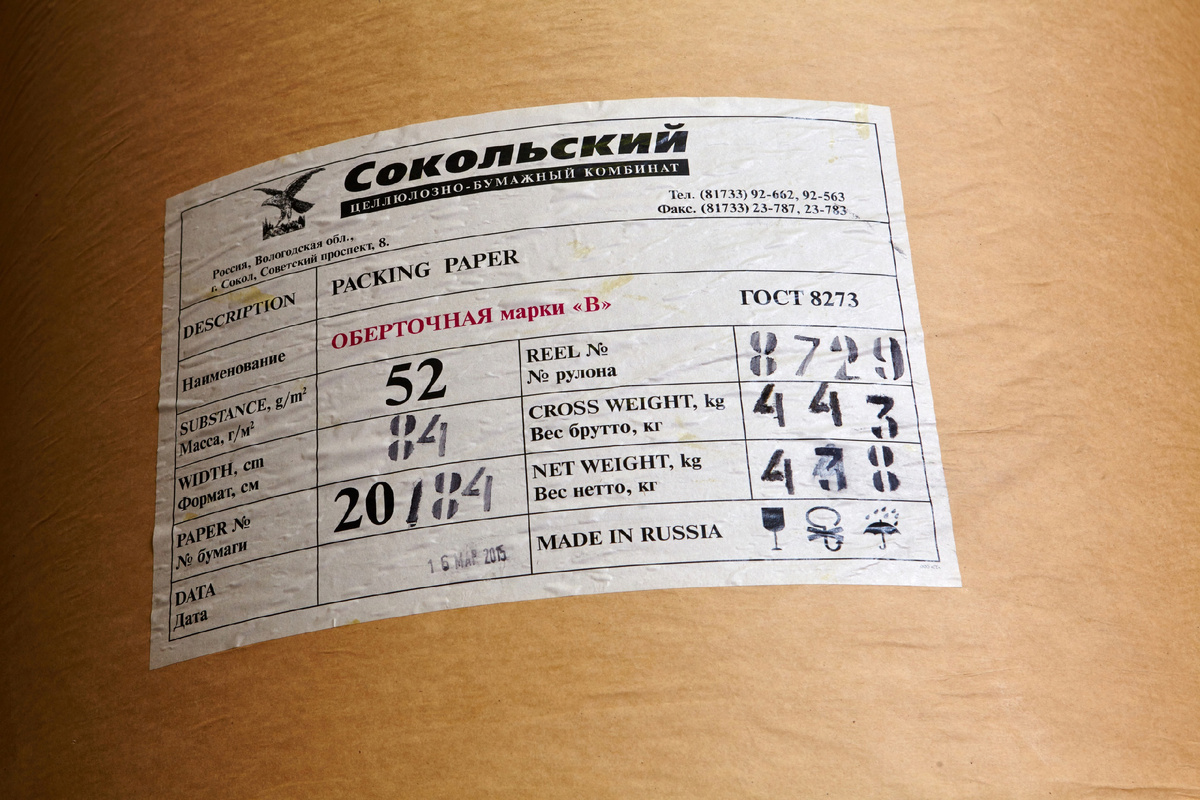 Сокольский
ЦЕЛЛЮЛОЗНО-БУМАЖНЫЙ КОМБИНАТ
Тел. (81733) 92-662, 92-563
Факс. (81733) 23-787, 23-783
Россия, Вологодская обл.,
г. Сокол, Советский проспект, 8.
DESCRIPTION PACKING PAPER
Наименование ОБЕРТОЧНАЯ марки «В» ГОСТ 8273
SUBSTANCE, g/m²
Масса, г/м²
52
REEL №
№ рулона
8729
WIDTH, cm
Формат, см
84
CROSS WEIGHT, kg
Вес брутто, кг
443
PAPER №
№ бумаги
20/84
NET WEIGHT, kg
Вес нетто, кг
438
DATA
Дата
16 МАР 2015
MADE IN RUSSIA